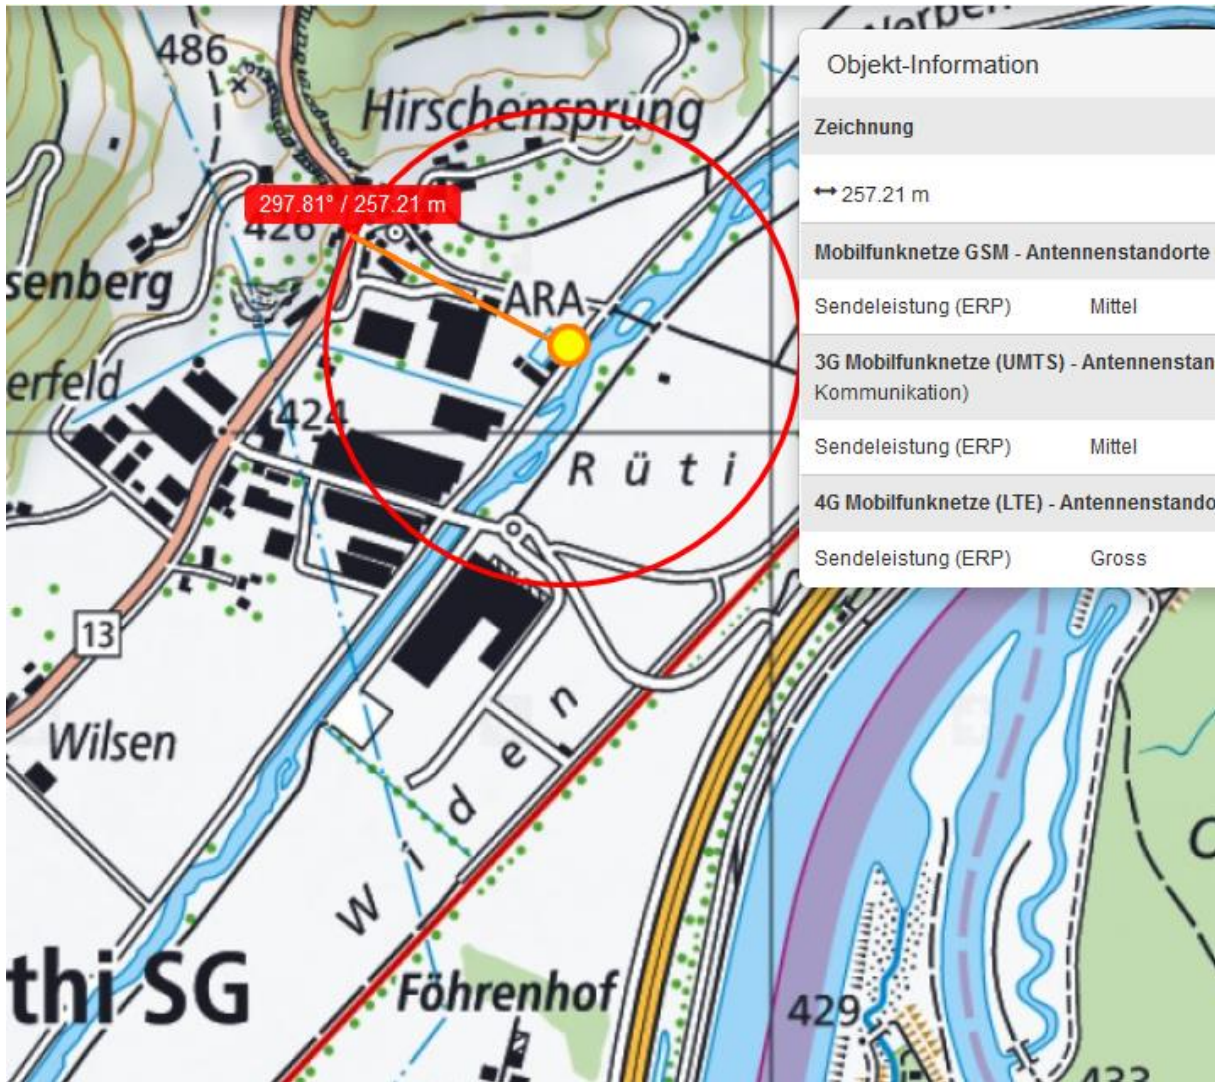 486
Hirschensprung
297.81° / 257.21 m
426
ARA
senberg
erfeld
424
Rüti
13
Widen
Wilsen
thi SG
Föhrenhof
429
433
Objekt-Information
Zeichnung
257.21 m
Mobilfunknetze GSM - Antennenstandorte
Sendeleistung (ERP) Mittel
3G Mobilfunknetze (UMTS) - Antennenstan
Kommunikation)
Sendeleistung (ERP) Mittel
4G Mobilfunknetze (LTE) - Antennenstando
Sendeleistung (ERP) Gross